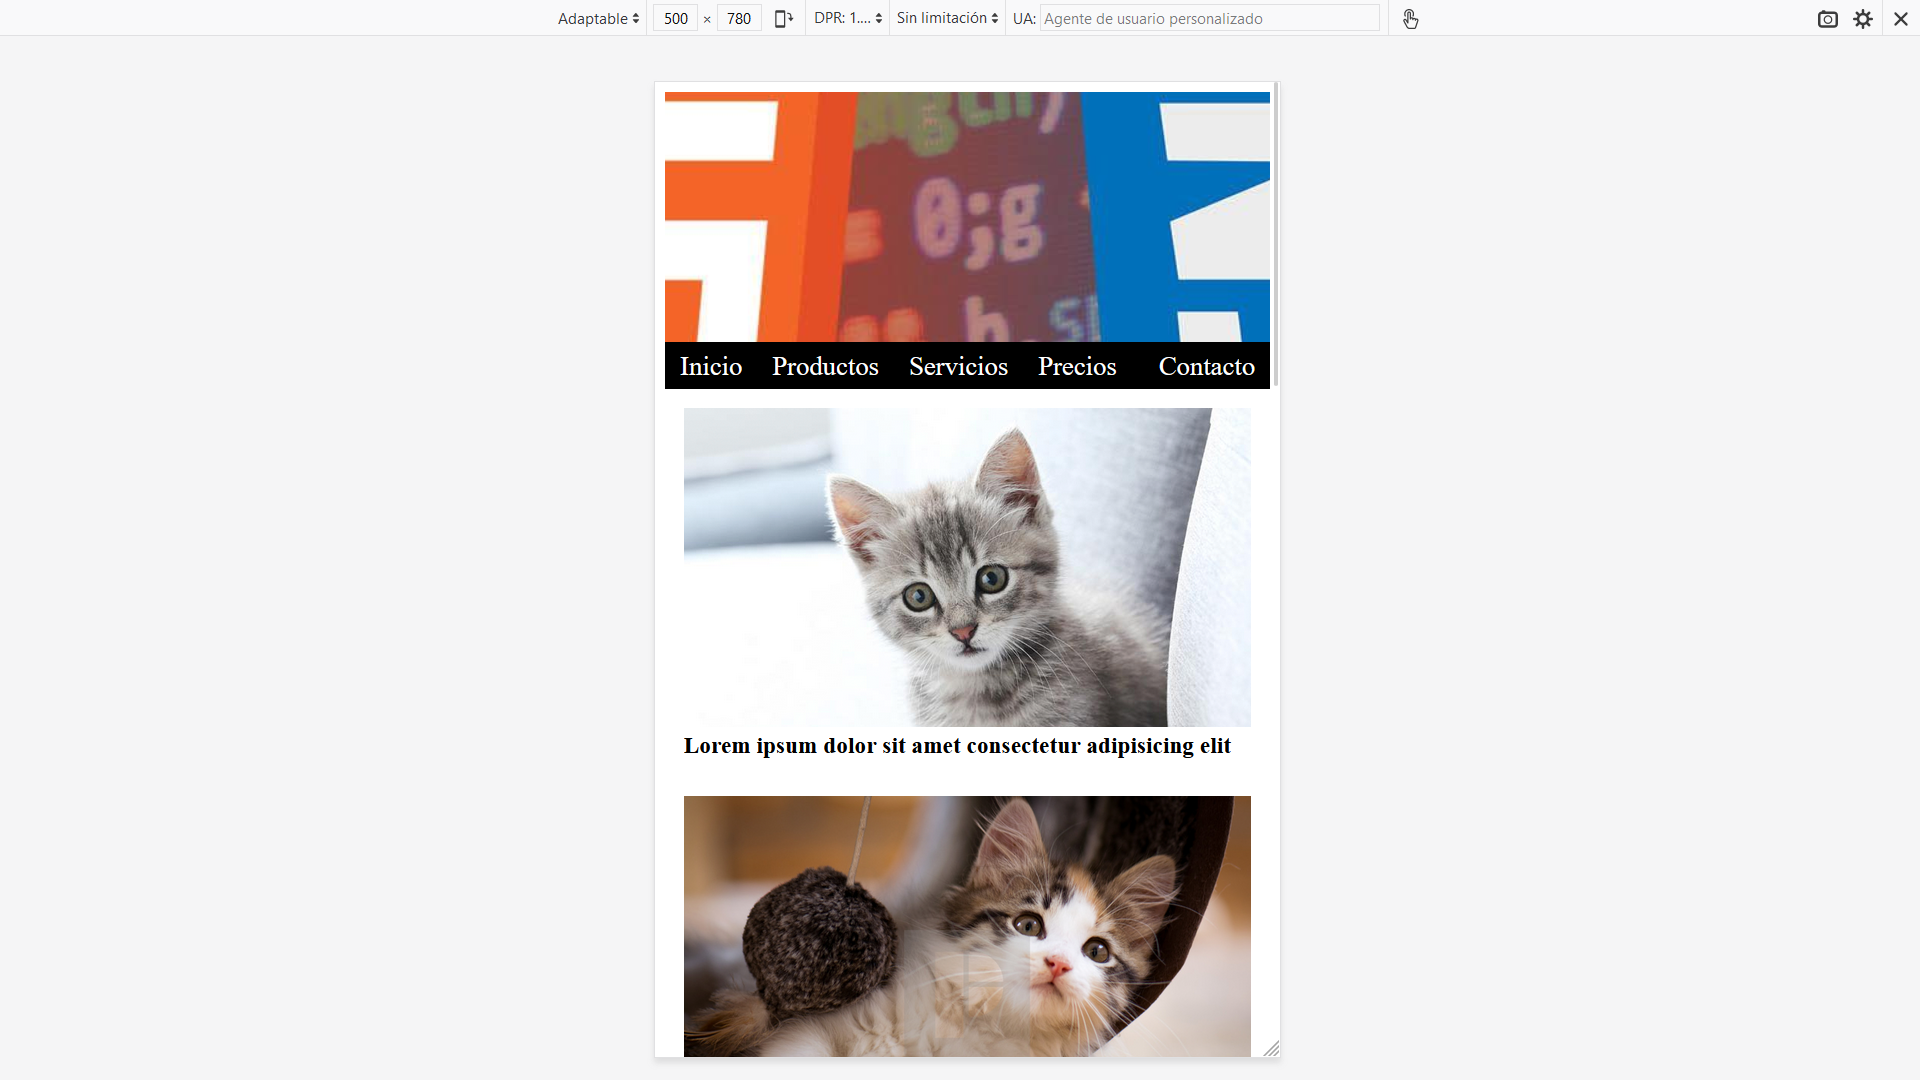 Adaptable 500 × 780 DPR: 1.... Sin limitación UA: Agente de usuario personalizado
= 0;g
Inicio Productos Servicios Precios Contacto
Lorem ipsum dolor sit amet consectetur adipisicing elit